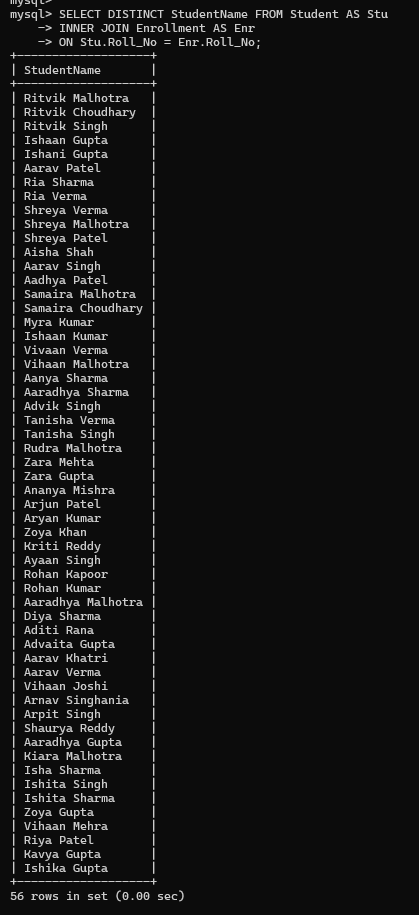 mysql>
mysql> SELECT DISTINCT StudentName FROM Student AS Stu
    -> INNER JOIN Enrollment AS Enr
    -> ON Stu.Roll_No = Enr.Roll_No;
+--------------------+
| StudentName        |
+--------------------+
| Ritvik Malhotra    |
| Ritvik Choudhary   |
| Ritvik Singh       |
| Ishaan Gupta       |
| Ishani Gupta       |
| Aarav Patel        |
| Ria Sharma         |
| Ria Verma          |
| Shreya Verma       |
| Shreya Malhotra    |
| Shreya Patel       |
| Aisha Shah         |
| Aarav Singh        |
| Aadhya Patel       |
| Samaira Malhotra   |
| Samaira Choudhary  |
| Myra Kumar         |
| Ishaan Kumar       |
| Vivaan Verma       |
| Vihaan Malhotra    |
| Aanya Sharma       |
| Aaradhya Sharma    |
| Advik Singh        |
| Tanisha Verma      |
| Tanisha Singh      |
| Rudra Malhotra     |
| Zara Mehta         |
| Zara Gupta         |
| Ananya Mishra      |
| Arjun Patel        |
| Aryan Kumar        |
| Zoya Khan          |
| Kriti Reddy        |
| Ayaan Singh        |
| Rohan Kapoor       |
| Rohan Kumar        |
| Aaradhya Malhotra  |
| Diya Sharma        |
| Aditi Rana         |
| Advaita Gupta      |
| Aarav Khatri       |
| Aarav Verma        |
| Vihaan Joshi       |
| Arnav Singhania    |
| Arpit Singh        |
| Shaurya Reddy      |
| Aaradhya Gupta     |
| Kiara Malhotra     |
| Isha Sharma        |
| Ishita Singh       |
| Ishita Sharma      |
| Zoya Gupta         |
| Vihaan Mehra       |
| Riya Patel         |
| Kavya Gupta        |
| Ishika Gupta       |
+--------------------+
56 rows in set (0.00 sec)